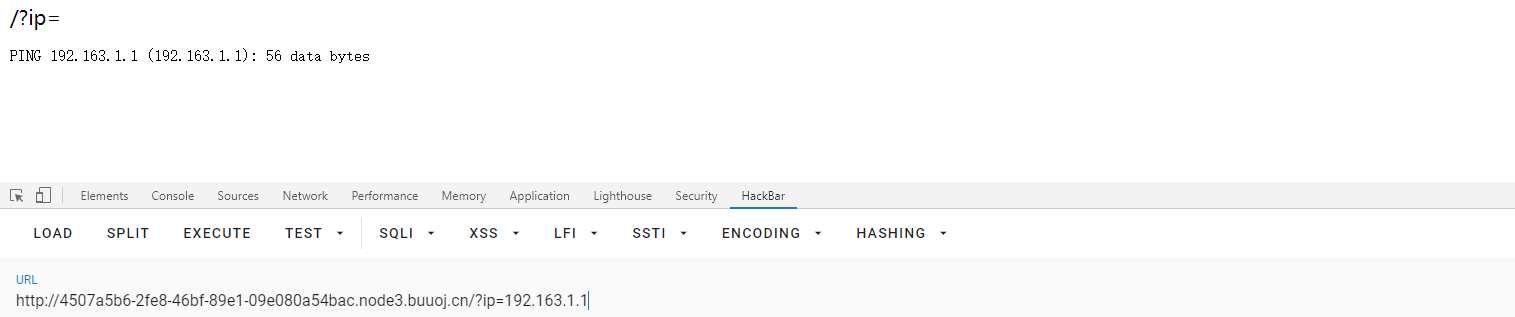 /?ip=
PING 192.163.1.1 (192.163.1.1): 56 data bytes
Elements Console Sources Network Performance Memory Application Lighthouse Security HackBar
LOAD SPLIT EXECUTE TEST SQLI XSS LFI SSTI ENCODING HASHING
URL
http://4507a5b6-2fe8-46bf-89e1-09e080a54bac.node3.buuoj.cn/?ip=192.163.1.1